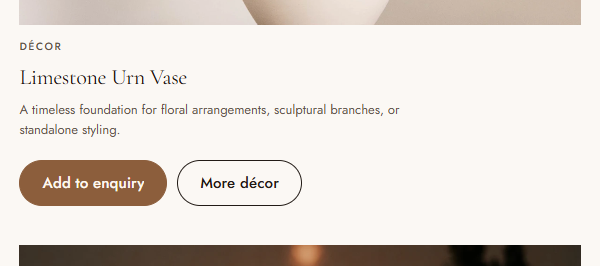 DÉCOR
Limestone Urn Vase
A timeless foundation for floral arrangements, sculptural branches, or
standalone styling.
Add to enquiry
More décor